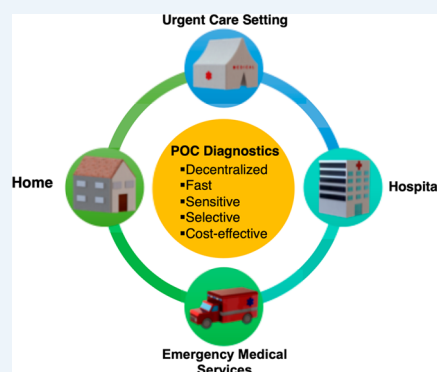 Urgent Care Setting
POC Diagnostics
▪Decentralized
▪Fast
▪Sensitive
▪Selective
▪Cost-effective
Home
Hospita
Emergency Medical
Services